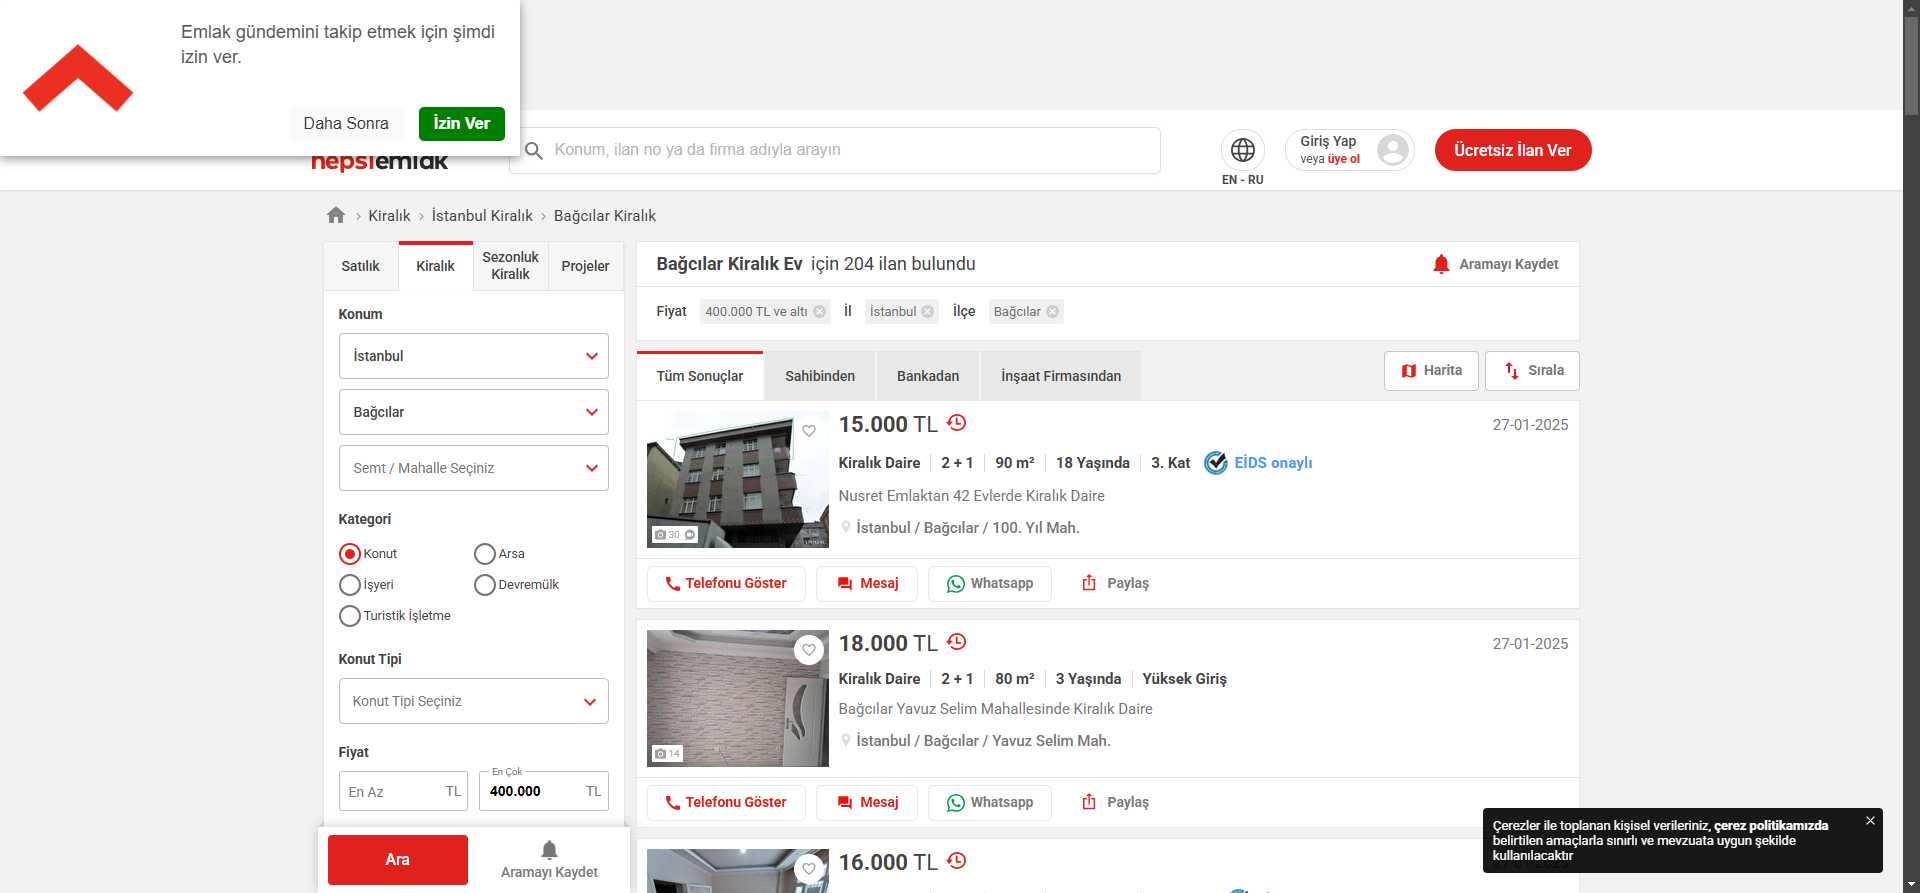 Emlak gündemini takip etmek için şimdi
izin ver.
Daha Sonra
İzin Ver
hepsiemlak
Konum, ilan no ya da firma adıyla arayın
EN - RU
Giriş Yap
veya üye ol
Ücretsiz İlan Ver
Kiralık › İstanbul Kiralık › Bağcılar Kiralık
Satılık
Kiralık
Sezonluk
Kiralık
Projeler
Konum
İstanbul
Bağcılar
Semt / Mahalle Seçiniz
Kategori
Konut
Arsa
İşyeri
Devremülk
Turistik İşletme
Konut Tipi
Konut Tipi Seçiniz
Fiyat
En Az TL
En Çok
400.000 TL
Ara
Aramayı Kaydet
Bağcılar Kiralık Ev için 204 ilan bulundu
Aramayı Kaydet
Fiyat 400.000 TL ve altı İl İstanbul İlçe Bağcılar
Tüm Sonuçlar
Sahibinden
Bankadan
İnşaat Firmasından
Harita
Sırala
30
15.000 TL
27-01-2025
Kiralık Daire 2 + 1 90 m² 18 Yaşında 3. Kat EİDS onaylı
Nusret Emlaktan 42 Evlerde Kiralık Daire
İstanbul / Bağcılar / 100. Yıl Mah.
Telefonu Göster
Mesaj
Whatsapp
Paylaş
14
18.000 TL
27-01-2025
Kiralık Daire 2 + 1 80 m² 3 Yaşında Yüksek Giriş
Bağcılar Yavuz Selim Mahallesinde Kiralık Daire
İstanbul / Bağcılar / Yavuz Selim Mah.
Telefonu Göster
Mesaj
Whatsapp
Paylaş
16.000 TL
Çerezler ile toplanan kişisel verileriniz, çerez politikamızda
belirtilen amaçlarla sınırlı ve mevzuata uygun şekilde
kullanılacaktır